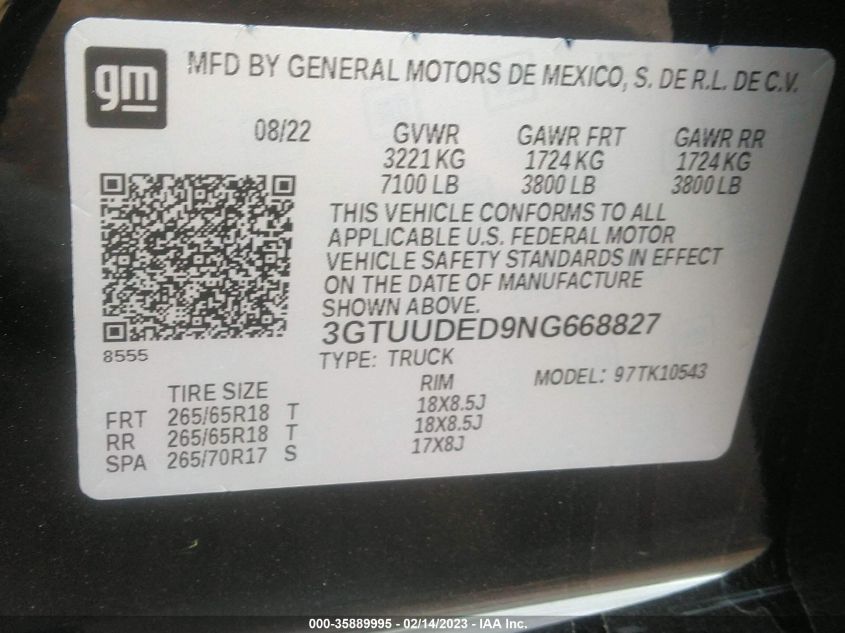 gm
MFD BY GENERAL MOTORS DE MEXICO, S. DE R.L. DE C.V.
08/22 GVWR GAWR FRT GAWR RR
3221 KG 1724 KG 1724 KG
7100 LB 3800 LB 3800 LB
THIS VEHICLE CONFORMS TO ALL
APPLICABLE U.S. FEDERAL MOTOR
VEHICLE SAFETY STANDARDS IN EFFECT
ON THE DATE OF MANUFACTURE
SHOWN ABOVE.
3GTUUDED9NG668827
8555 TYPE: TRUCK MODEL: 97TK10543
TIRE SIZE RIM
FRT 265/65R18 T 18X8.5J
RR 265/65R18 T 18X8.5J
SPA 265/70R17 S 17X8J
000-35889995 - 02/14/2023 - IAA Inc.